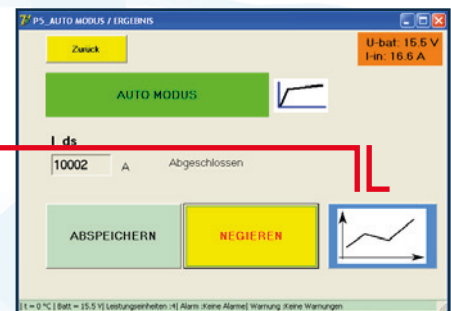 P5_AUTO MODUS / ERGEBNIS
Zurück
U-bat: 15.5 V
I-in: 16.6 A
AUTO MODUS
I_ds
10002 A Abgeschlossen
ABSPEICHERN NEGIEREN
t = 0 °C | Batt = 15.5 V| Leistungseinheiten :4| Alarm :Keine Alarme| Warnung :Keine Warnungen